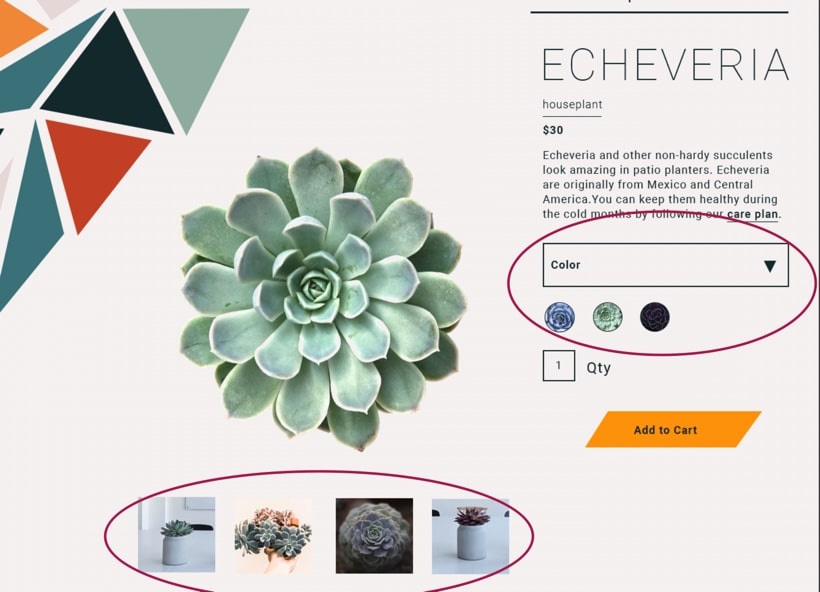 ECHEVERIA
houseplant
$30
Echeveria and other non-hardy succulents
look amazing in patio planters. Echeveria
are originally from Mexico and Central
America.You can keep them healthy during
the cold months by following our care plan.
Color
1 Qty
Add to Cart